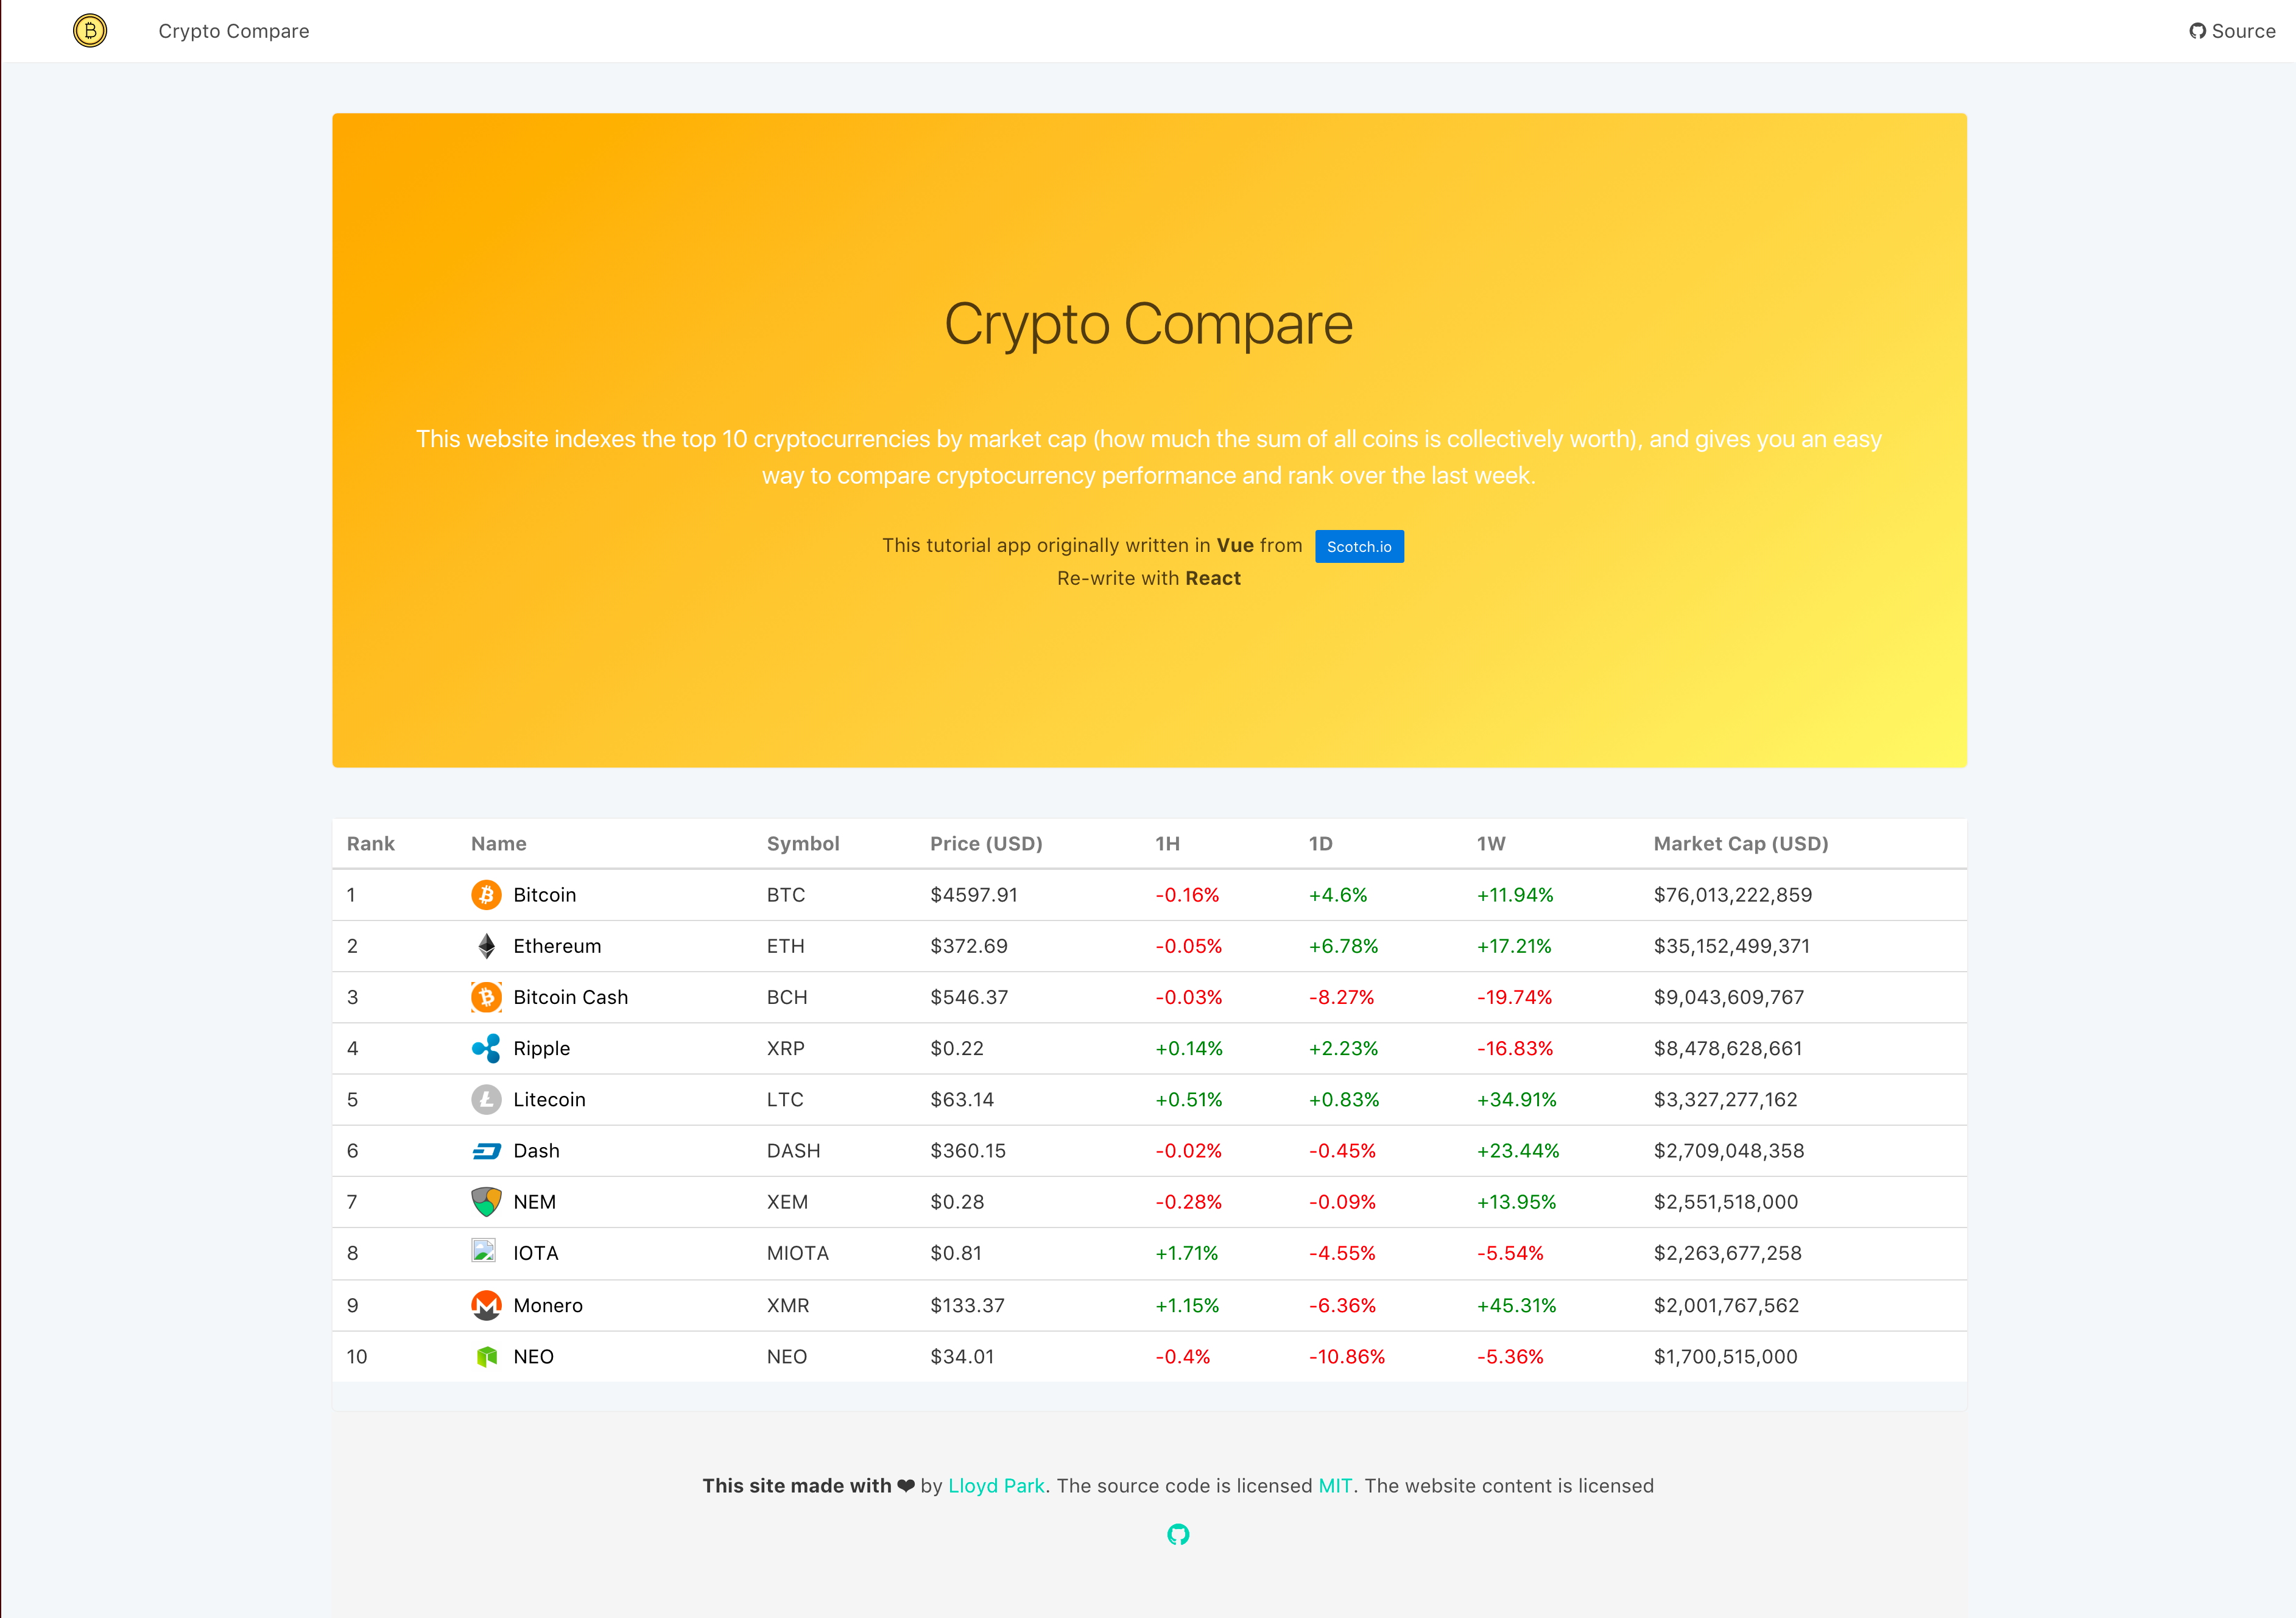 Crypto Compare
Source
Crypto Compare
This website indexes the top 10 cryptocurrencies by market cap (how much the sum of all coins is collectively worth), and gives you an easy
way to compare cryptocurrency performance and rank over the last week.
This tutorial app originally written in Vue from Scotch.io
Re-write with React
Rank Name Symbol Price (USD) 1H 1D 1W Market Cap (USD)
1 Bitcoin BTC $4597.91 -0.16% +4.6% +11.94% $76,013,222,859
2 Ethereum ETH $372.69 -0.05% +6.78% +17.21% $35,152,499,371
3 Bitcoin Cash BCH $546.37 -0.03% -8.27% -19.74% $9,043,609,767
4 Ripple XRP $0.22 +0.14% +2.23% -16.83% $8,478,628,661
5 Litecoin LTC $63.14 +0.51% +0.83% +34.91% $3,327,277,162
6 Dash DASH $360.15 -0.02% -0.45% +23.44% $2,709,048,358
7 NEM XEM $0.28 -0.28% -0.09% +13.95% $2,551,518,000
8 IOTA MIOTA $0.81 +1.71% -4.55% -5.54% $2,263,677,258
9 Monero XMR $133.37 +1.15% -6.36% +45.31% $2,001,767,562
10 NEO NEO $34.01 -0.4% -10.86% -5.36% $1,700,515,000
This site made with ❤ by Lloyd Park. The source code is licensed MIT. The website content is licensed